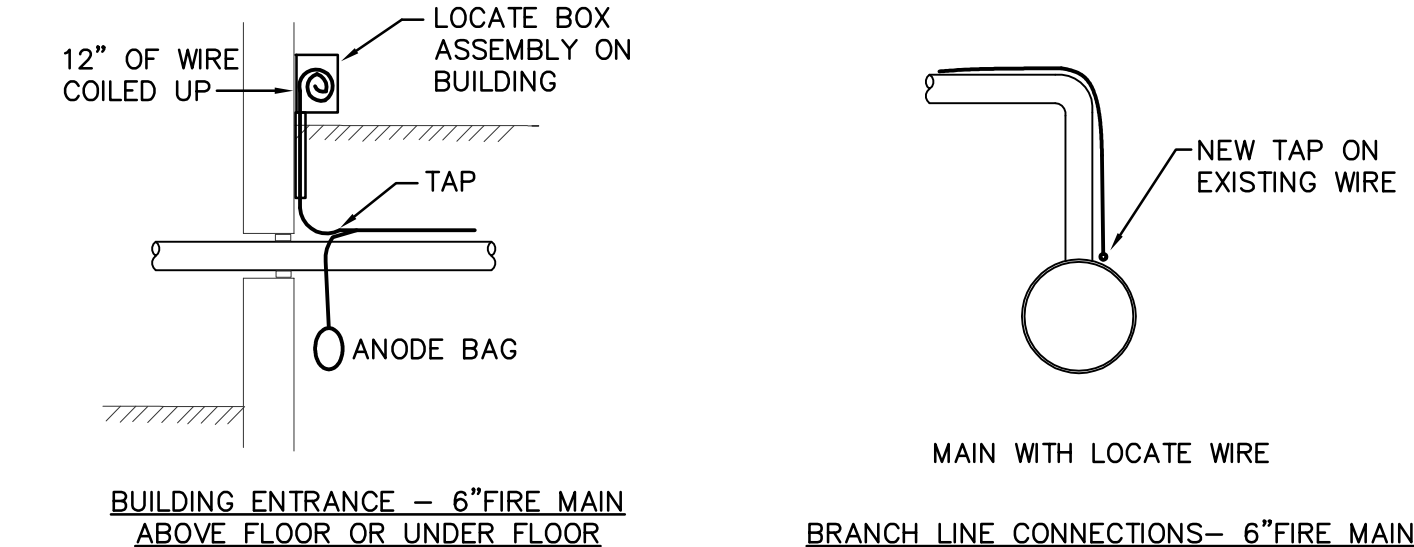 LOCATE BOX
ASSEMBLY ON
BUILDING
12" OF WIRE
COILED UP
TAP
ANODE BAG
BUILDING ENTRANCE – 6"FIRE MAIN
ABOVE FLOOR OR UNDER FLOOR
NEW TAP ON
EXISTING WIRE
MAIN WITH LOCATE WIRE
BRANCH LINE CONNECTIONS– 6"FIRE MAIN